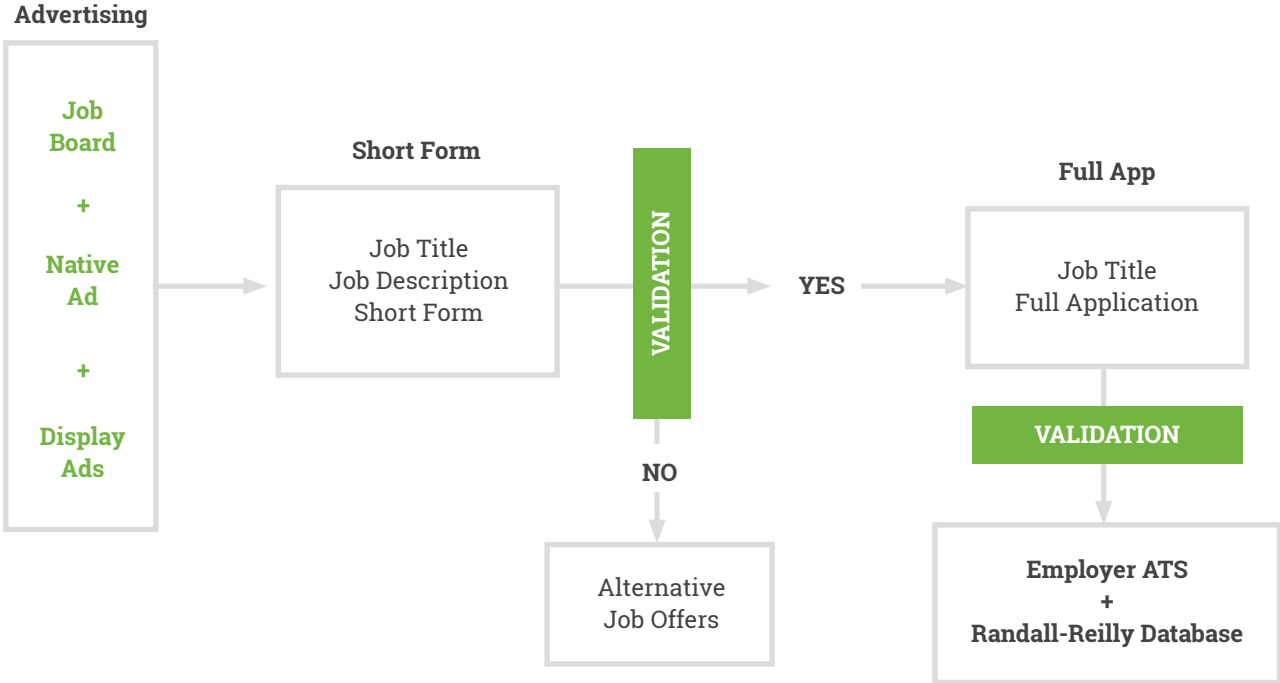 Advertising
Job
Board
+
Native
Ad
+
Display
Ads
Short Form
Job Title
Job Description
Short Form
VALIDATION
YES
NO
Alternative
Job Offers
Full App
Job Title
Full Application
VALIDATION
Employer ATS
+
Randall-Reilly Database